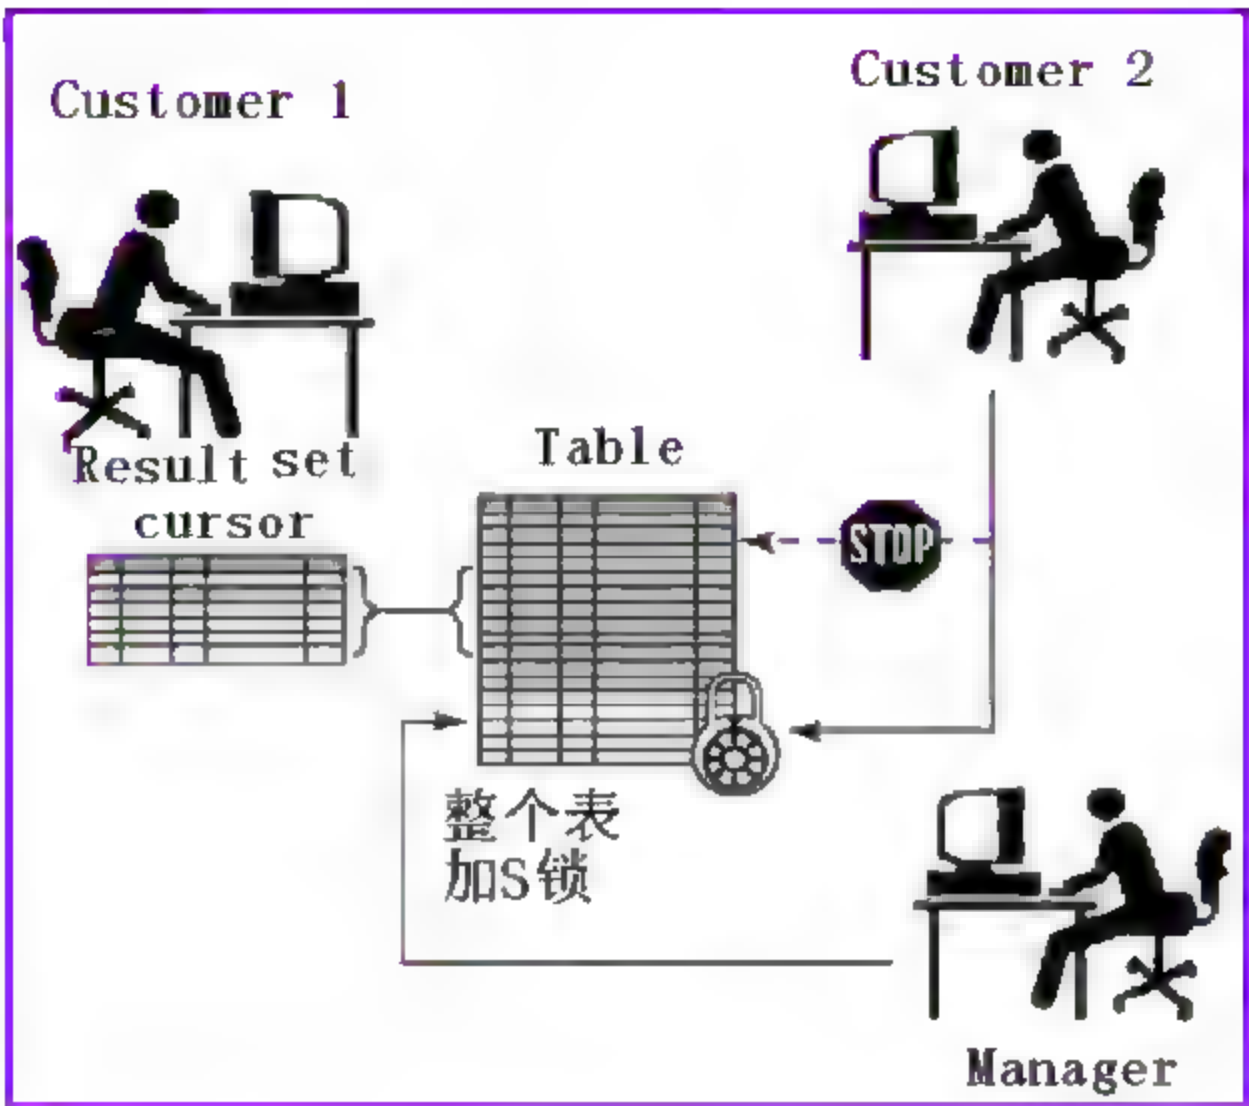 Customer 1
Customer 2
Result set
cursor
Table
STOP
整个表
加S锁
Manager